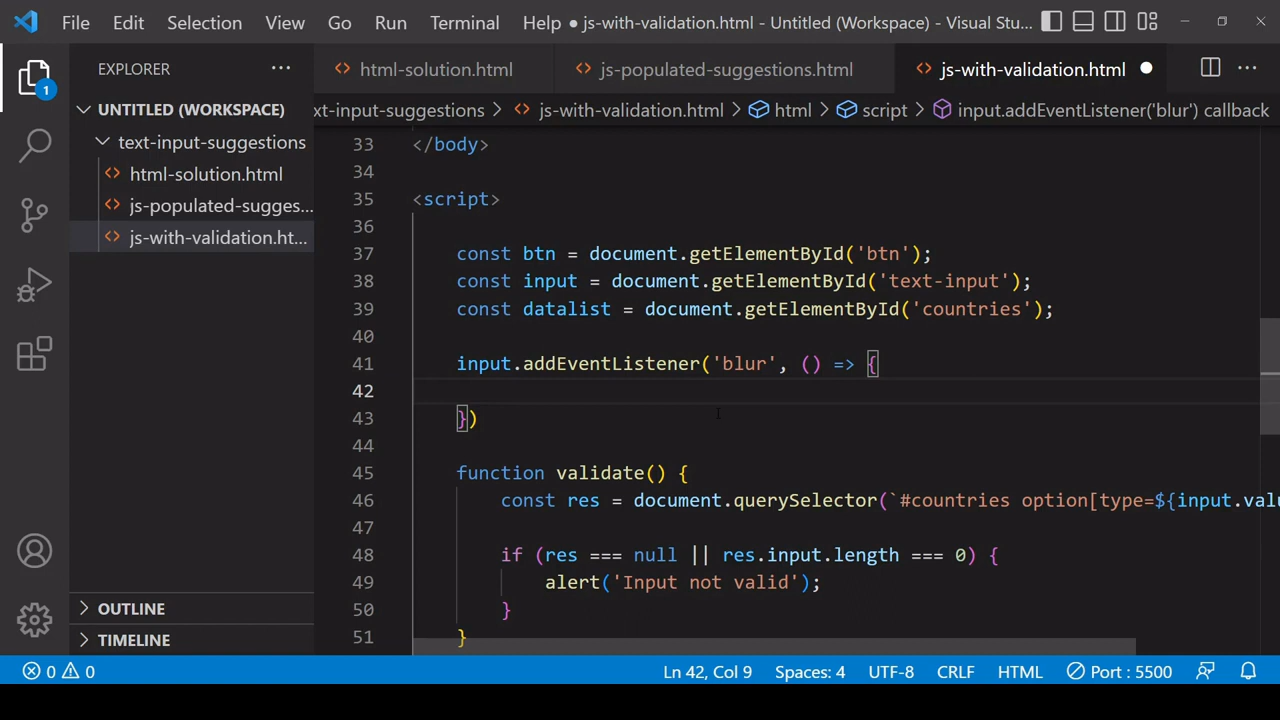 File Edit Selection View Go Run Terminal Help ● js-with-validation.html - Untitled (Workspace) - Visual Stu...
EXPLORER ...
html-solution.html js-populated-suggestions.html js-with-validation.html ...
1
UNTITLED (WORKSPACE)
text-input-suggestions
html-solution.html
js-populated-sugges...
js-with-validation.ht...
OUTLINE
TIMELINE
xt-input-suggestions > js-with-validation.html > html > script > input.addEventListener('blur') callback
33 </body>
34
35 <script>
36
37 const btn = document.getElementById('btn');
38 const input = document.getElementById('text-input');
39 const datalist = document.getElementById('countries');
40
41 input.addEventListener('blur', () => {
42
43 })
44
45 function validate() {
46 const res = document.querySelector(`#countries option[type=${input.valu
47
48 if (res === null || res.input.length === 0) {
49 alert('Input not valid');
50 }
51 }
0 0 Ln 42, Col 9 Spaces: 4 UTF-8 CRLF HTML Port : 5500